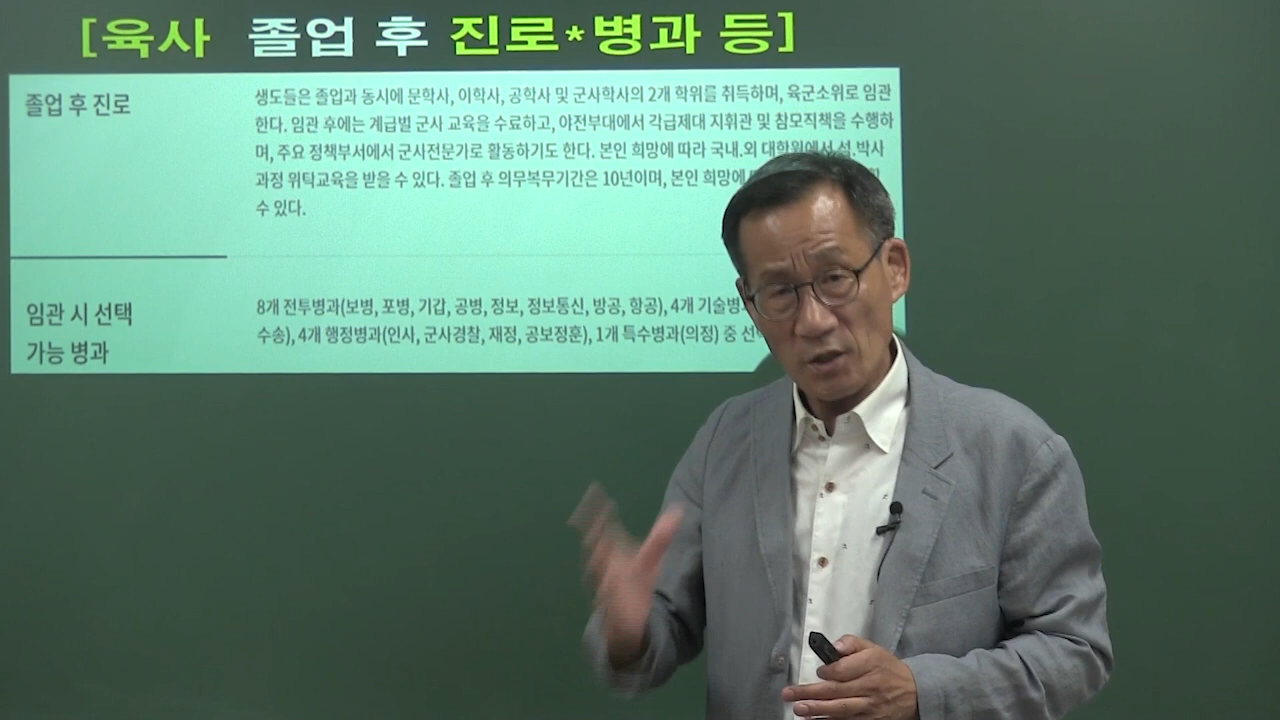 [육사 졸업 후 진로*병과 등]
졸업 후 진로
생도들은 졸업과 동시에 문학사, 이학사, 공학사 및 군사학사의 2개 학위를 취득하며, 육군소위로 임관
한다. 임관 후에는 계급별 군사 교육을 수료하고, 야전부대에서 각급제대 지휘관 및 참모직책을 수행하
며, 주요 정책부서에서 군사전문가로 활동하기도 한다. 본인 희망에 따라 국내.외 대학원에서 석.박사
과정 위탁교육을 받을 수 있다. 졸업 후 의무복무기간은 10년이며, 본인 희망에
수 있다.
임관 시 선택
가능 병과
8개 전투병과(보병, 포병, 기갑, 공병, 정보, 정보통신, 방공, 항공), 4개 기술병
수송), 4개 행정병과(인사, 군사경찰, 재정, 공보정훈), 1개 특수병과(의정) 중